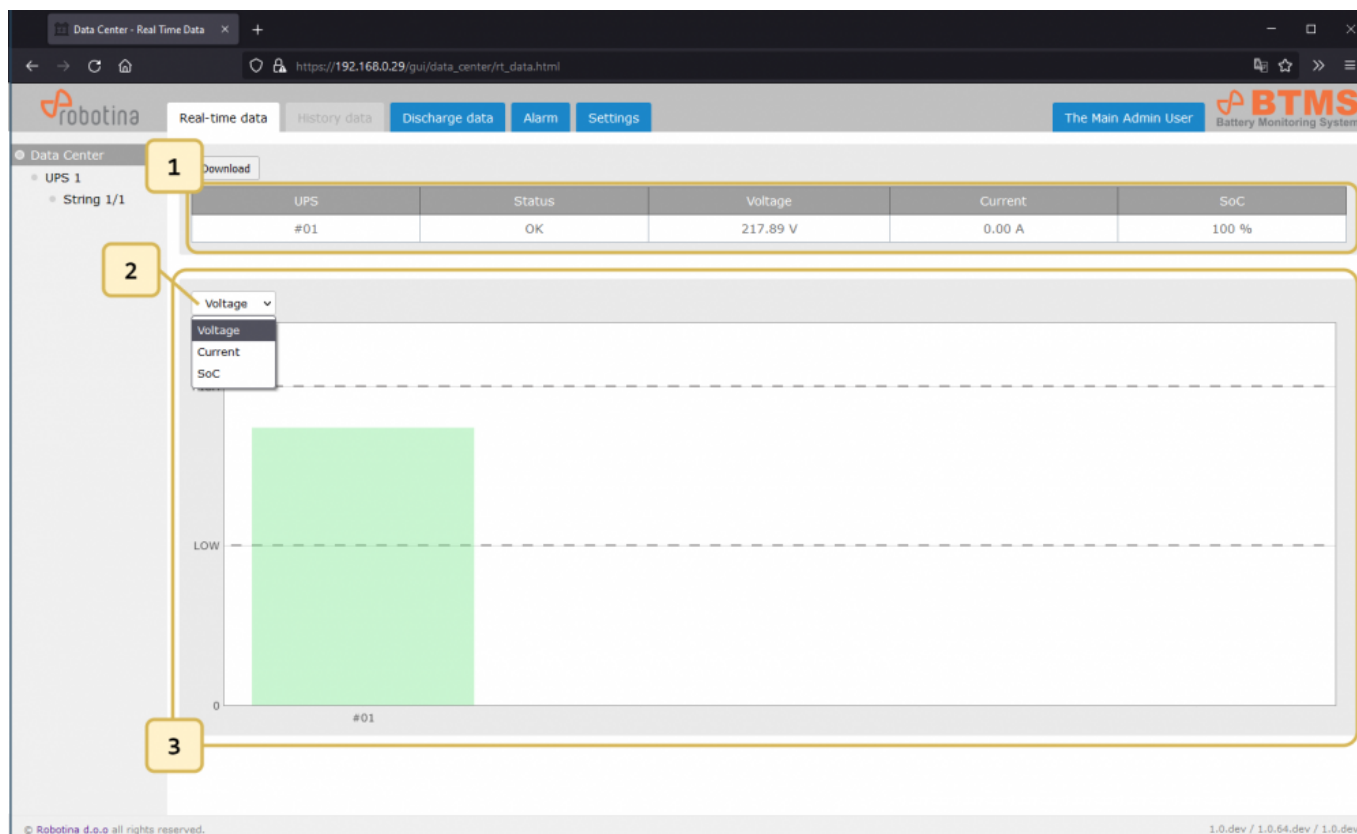 Data Center - Real Time Data
https://192.168.0.29/gui/data_center/rt_data.html
robotina
Real-time data History data Discharge data Alarm Settings The Main Admin User
BTMS
Battery Monitoring System
Data Center
UPS 1
String 1/1
1
Download
UPS Status Voltage Current SoC
#01 OK 217.89 V 0.00 A 100 %
2
Voltage
Voltage
Current
SoC
LOW
0
#01
3
© Robotina d.o.o all rights reserved.
1.0.dev / 1.0.64.dev / 1.0.dev